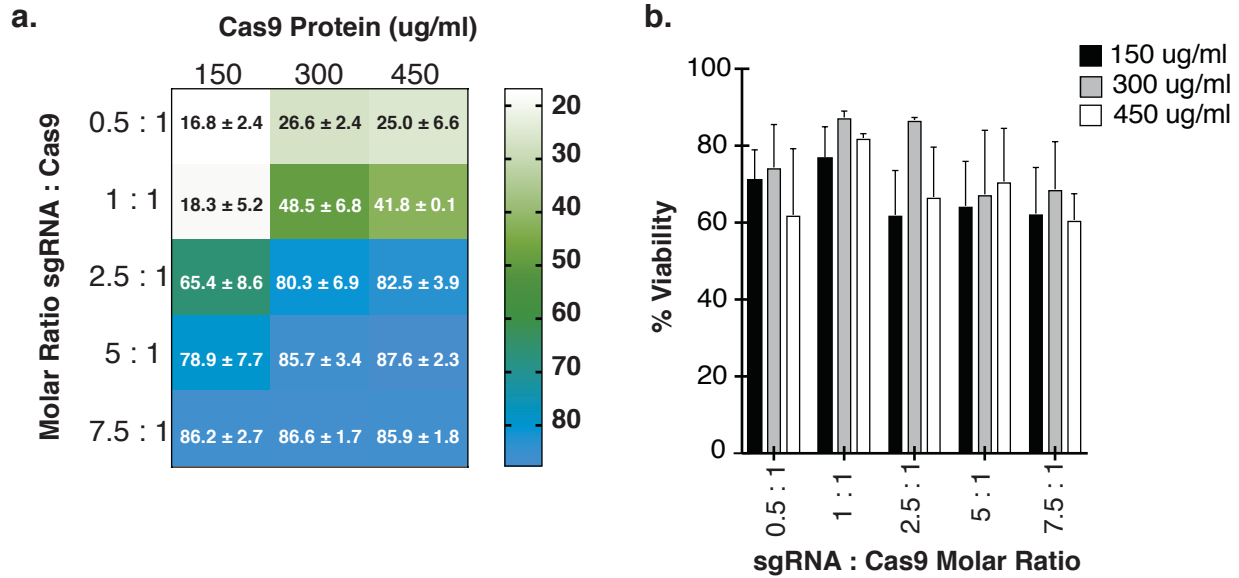 a.
Cas9 Protein (ug/ml)
150 300 450
Molar Ratio sgRNA : Cas9
0.5 : 1 16.8 ± 2.4 26.6 ± 2.4 25.0 ± 6.6
1 : 1 18.3 ± 5.2 48.5 ± 6.8 41.8 ± 0.1
2.5 : 1 65.4 ± 8.6 80.3 ± 6.9 82.5 ± 3.9
5 : 1 78.9 ± 7.7 85.7 ± 3.4 87.6 ± 2.3
7.5 : 1 86.2 ± 2.7 86.6 ± 1.7 85.9 ± 1.8
20
30
40
50
60
70
80
b.
150 ug/ml
300 ug/ml
450 ug/ml
% Viability
100
80
60
40
20
0
0.5 : 1 1 : 1 2.5 : 1 5 : 1 7.5 : 1
sgRNA : Cas9 Molar Ratio